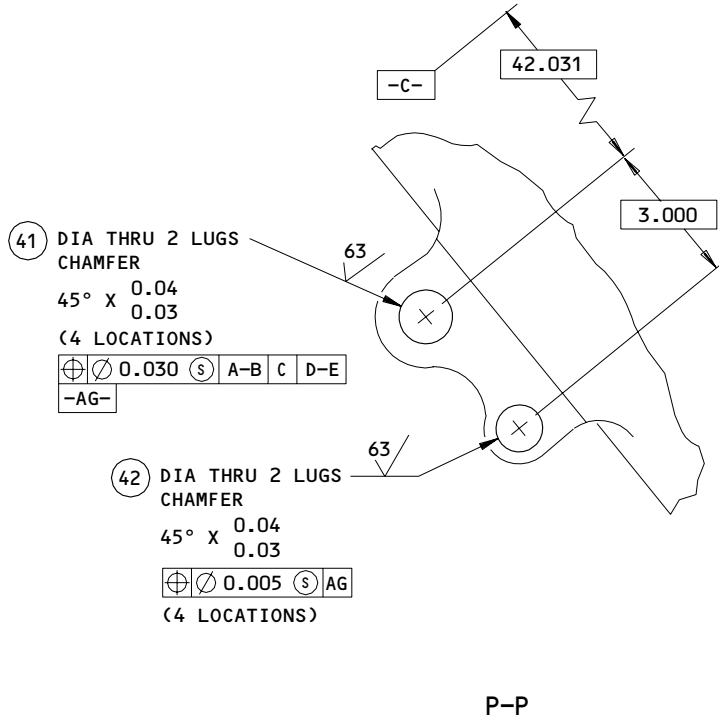 42.031
-C-
3.000
41 DIA THRU 2 LUGS
CHAMFER
45° X 0.04
0.03
(4 LOCATIONS)
⌖ ⌀ 0.030 Ⓢ A-B C D-E
-AG-
63
42 DIA THRU 2 LUGS
CHAMFER
45° X 0.04
0.03
⌖ ⌀ 0.005 Ⓢ AG
(4 LOCATIONS)
63
P-P